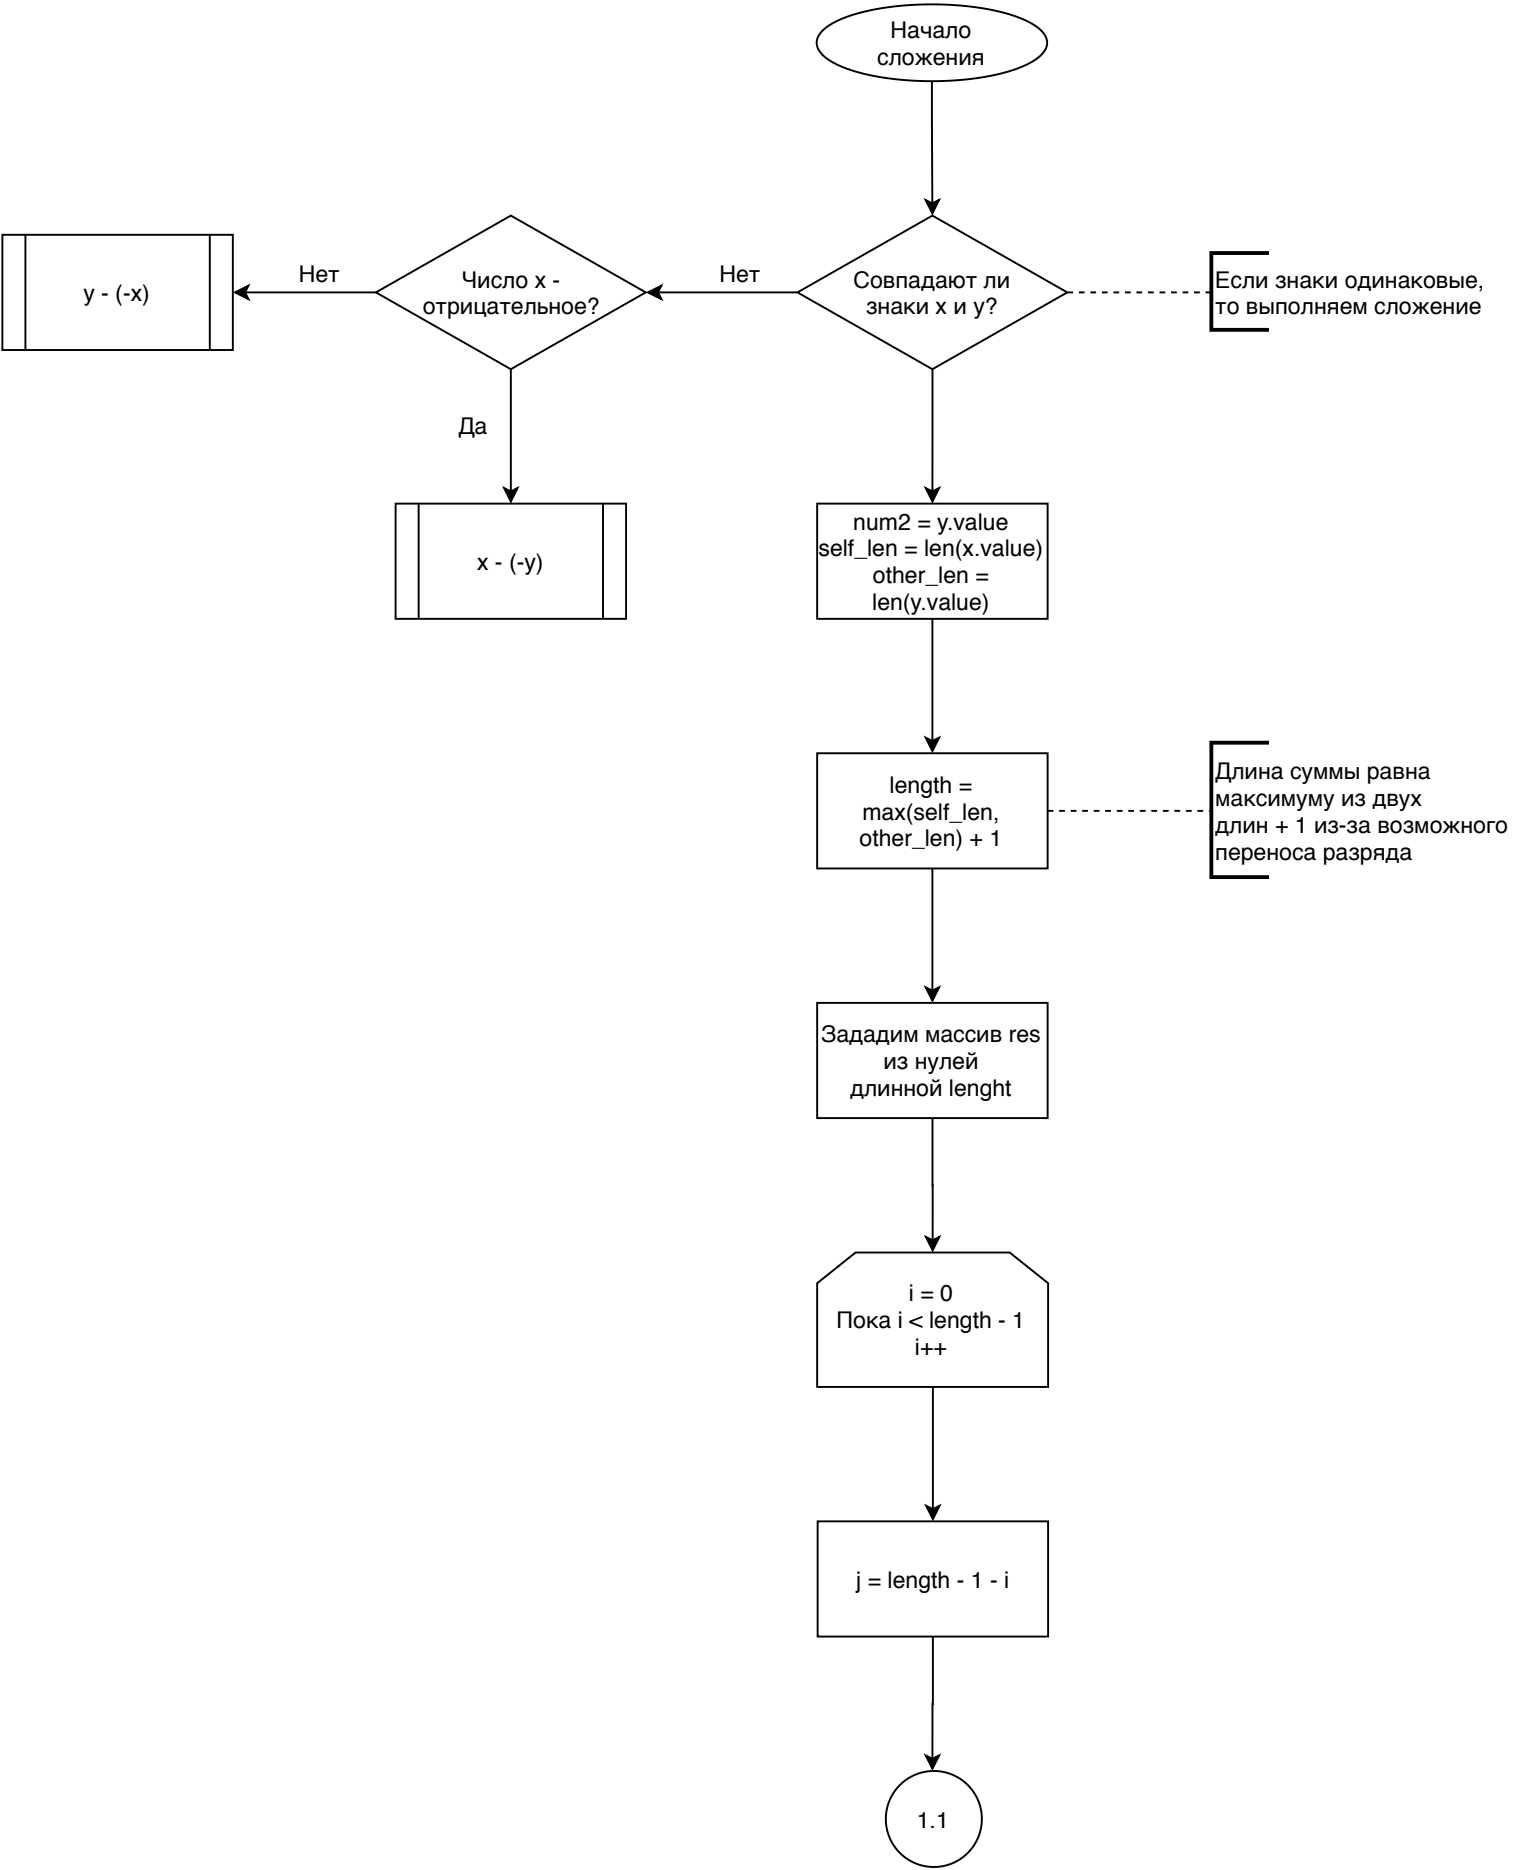 Начало
сложения
Совпадают ли
знаки x и y?
Если знаки одинаковые,
то выполняем сложение
Нет
Число x -
отрицательное?
Нет
y - (-x)
Да
x - (-y)
num2 = y.value
self_len = len(x.value)
other_len =
len(y.value)
length =
max(self_len,
other_len) + 1
Длина суммы равна
максимуму из двух
длин + 1 из-за возможного
переноса разряда
Зададим массив res
из нулей
длинной lenght
i = 0
Пока i < length - 1
i++
j = length - 1 - i
1.1